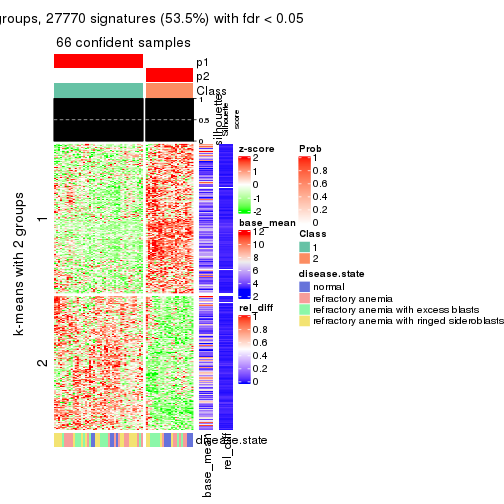 groups, 27770 signatures (53.5%) with fdr < 0.05
66 confident samples
p1
p2
Class
1
0.5
0
silhouette
Silhouette
score
k-means with 2 groups
1
2
z-score
2
1
0
-1
-2
base_mean
12
10
8
6
4
2
rel_diff
1
0.8
0.6
0.4
0.2
0
Prob
1
0.8
0.6
0.4
0.2
0
Class
1
2
disease.state
normal
refractory anemia
refractory anemia with excess blasts
refractory anemia with ringed sideroblasts
disease.state
base_mean
rel_diff